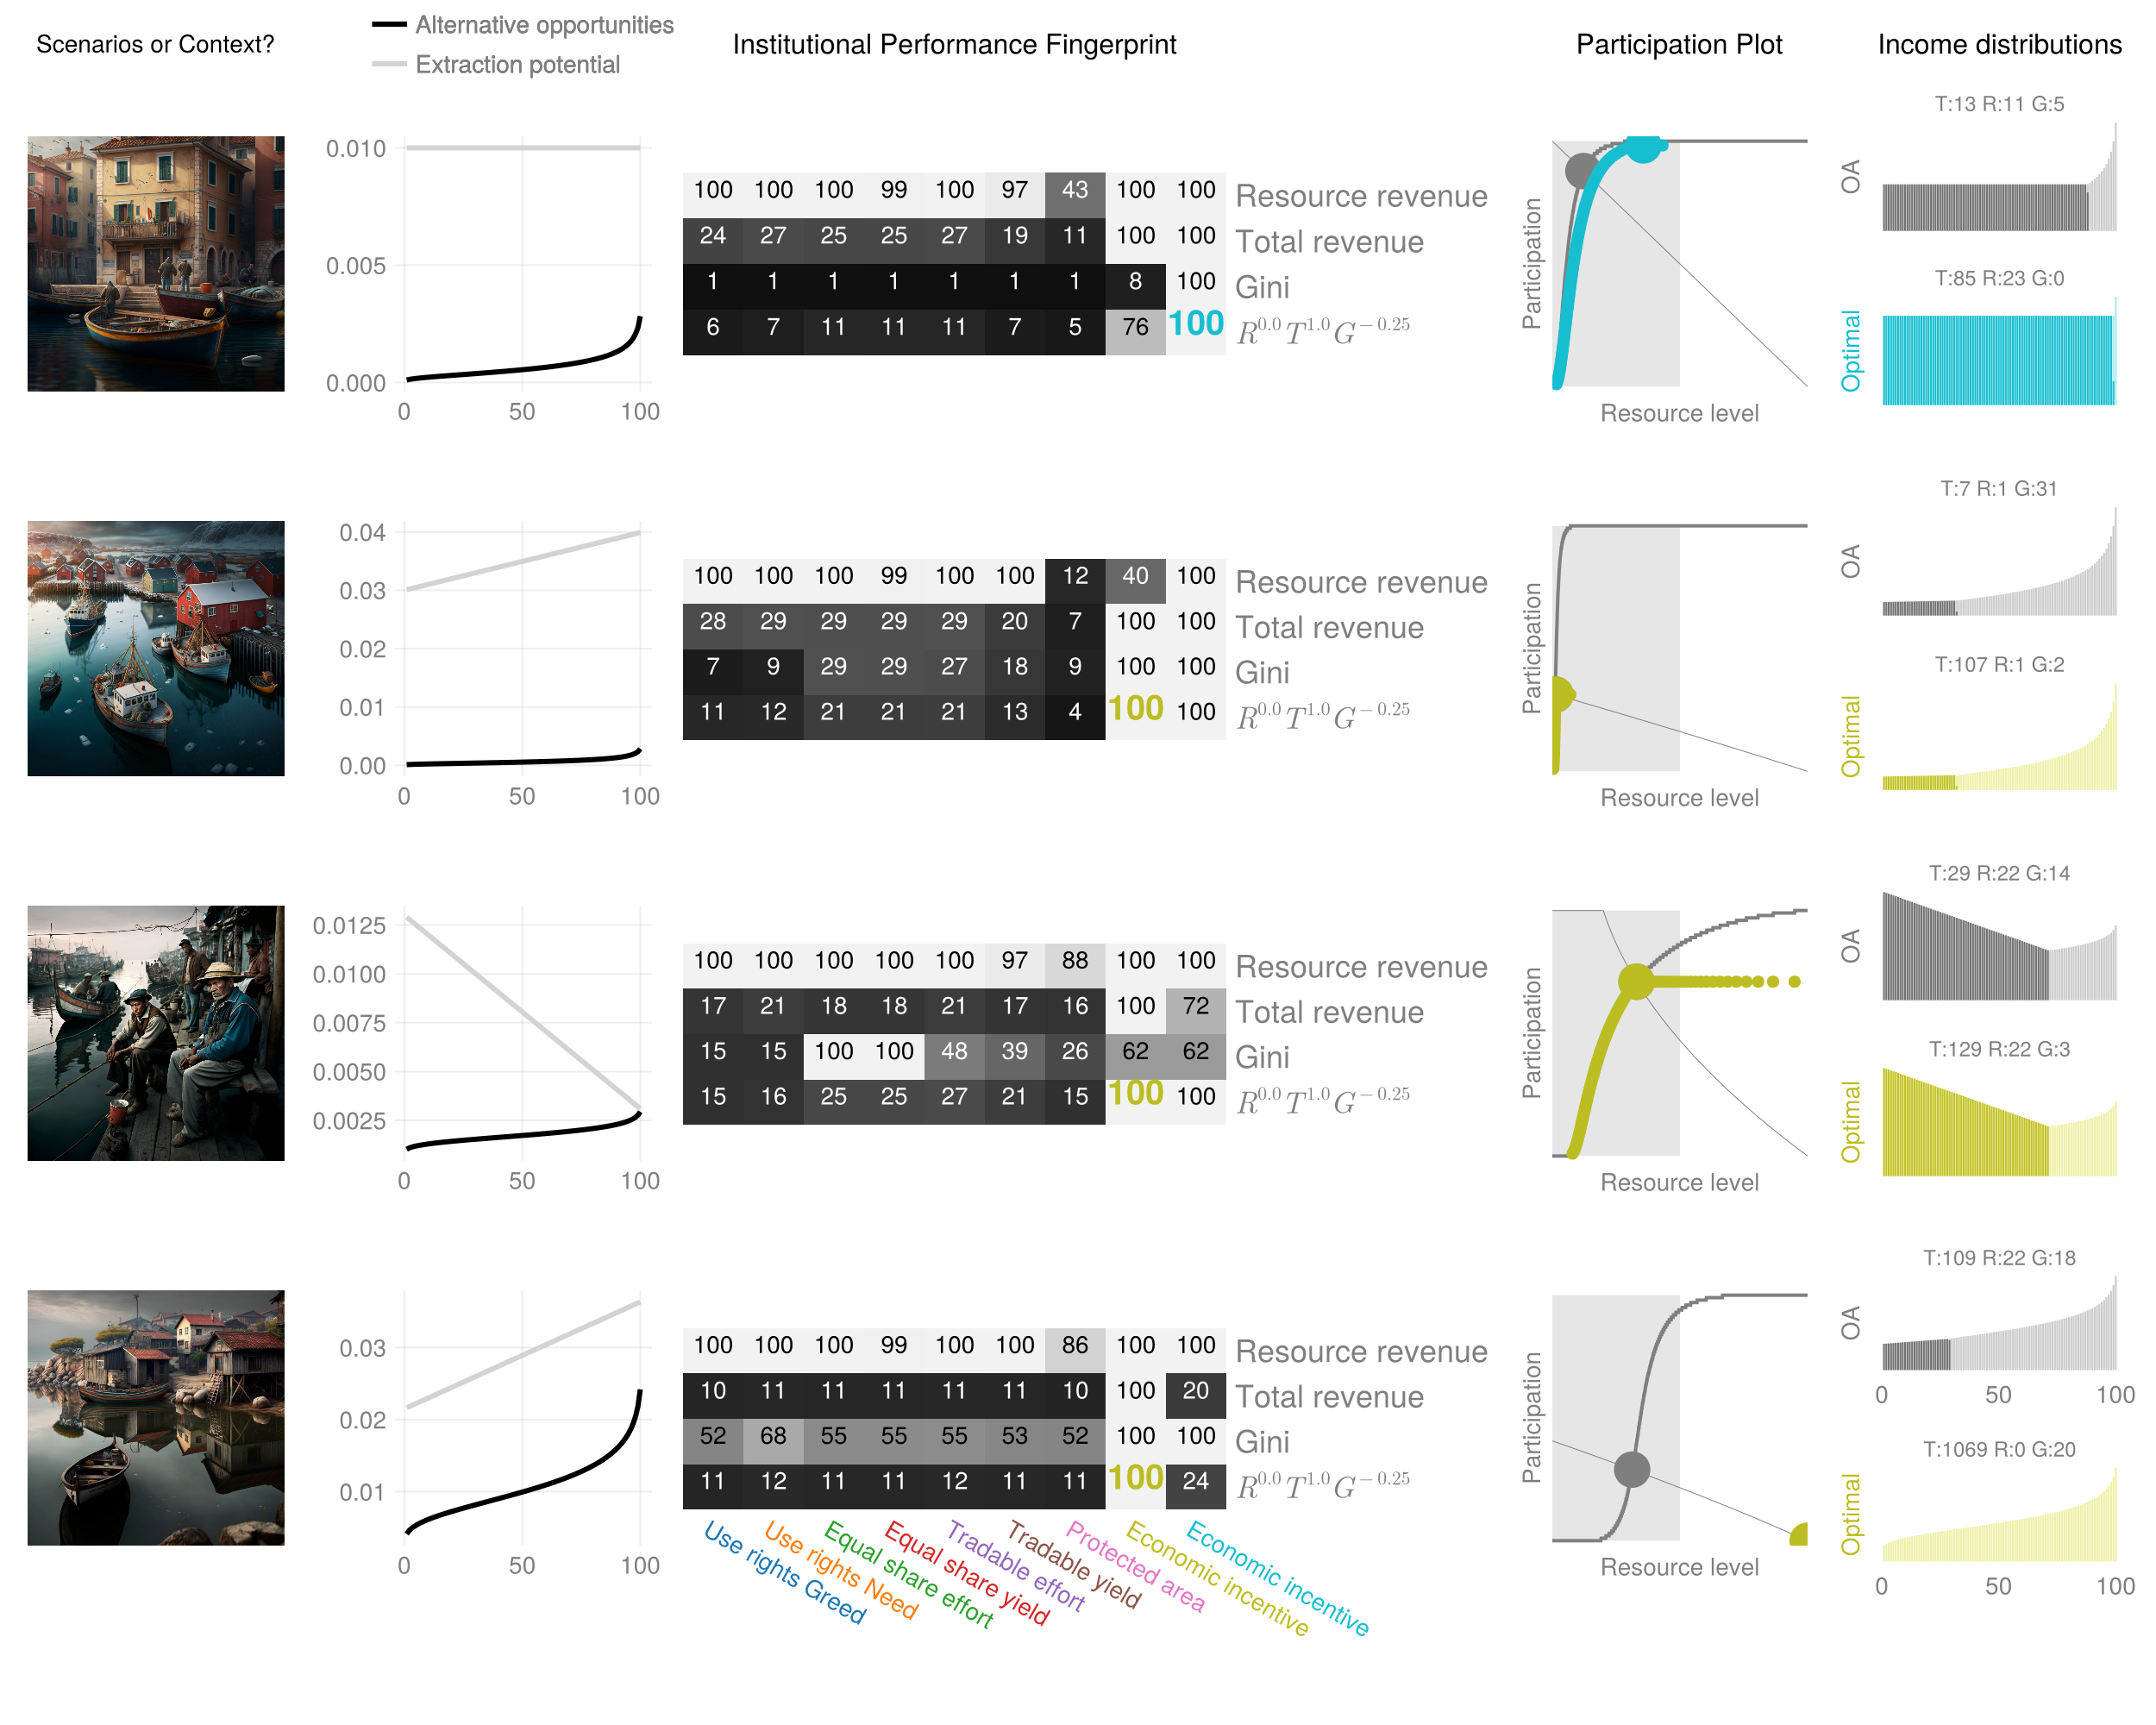 Scenarios or Context?
Alternative opportunities
Extraction potential
Institutional Performance Fingerprint
Participation Plot
Income distributions
0.010
0.005
0.000
0 50 100
100 100 100 99 100 97 43 100 100 Resource revenue
24 27 25 25 27 19 11 100 100 Total revenue
1 1 1 1 1 1 1 8 100 Gini
6 7 11 11 11 7 5 76 100 R^0.0 T^1.0 G^−0.25
Participation
Resource level
T:13 R:11 G:5
OA
T:85 R:23 G:0
Optimal
0.04
0.03
0.02
0.01
0.00
0 50 100
100 100 100 99 100 100 12 40 100 Resource revenue
28 29 29 29 29 20 7 100 100 Total revenue
7 9 29 29 27 18 9 100 100 Gini
11 12 21 21 21 13 4 100 100 R^0.0 T^1.0 G^−0.25
Participation
Resource level
T:7 R:1 G:31
OA
T:107 R:1 G:2
Optimal
0.0125
0.0100
0.0075
0.0050
0.0025
0 50 100
100 100 100 100 100 97 88 100 100 Resource revenue
17 21 18 18 21 17 16 100 72 Total revenue
15 15 100 100 48 39 26 62 62 Gini
15 16 25 25 27 21 15 100 100 R^0.0 T^1.0 G^−0.25
Participation
Resource level
T:29 R:22 G:14
OA
T:129 R:22 G:3
Optimal
0.03
0.02
0.01
0 50 100
100 100 100 99 100 100 86 100 100 Resource revenue
10 11 11 11 11 11 10 100 20 Total revenue
52 68 55 55 55 53 52 100 100 Gini
11 12 11 11 12 11 11 100 24 R^0.0 T^1.0 G^−0.25
Use rights Greed
Use rights Need
Equal share effort
Equal share yield
Tradable effort
Tradable yield
Protected area
Economic incentive
Economic incentive
Participation
Resource level
T:109 R:22 G:18
OA
0 50 100
T:1069 R:0 G:20
Optimal
0 50 100